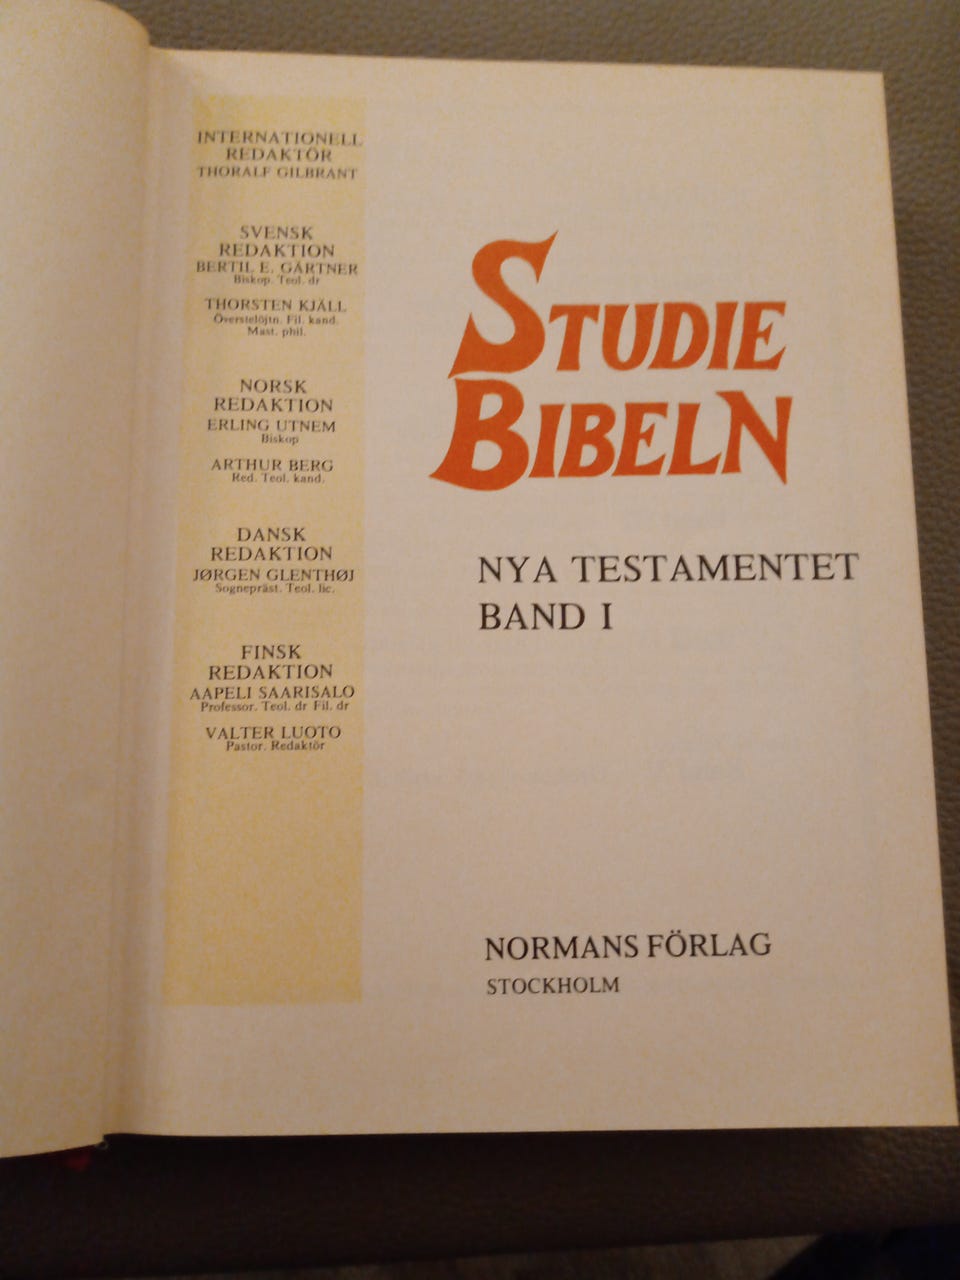 INTERNATIONELL
REDAKTÖR
THORALF GILBRANT
SVENSK
REDAKTION
BERTIL E. GÄRTNER
Biskop. Teol. dr
THORSTEN KJÄLL
Överstelöjtn. Fil. kand.
Mast. phil.
NORSK
REDAKTION
ERLING UTNEM
Biskop
ARTHUR BERG
Red. Teol. kand.
DANSK
REDAKTION
JØRGEN GLENTHØJ
Sognepräst. Teol. lic.
FINSK
REDAKTION
AAPELI SAARISALO
Professor. Teol. dr Fil. dr
VALTER LUOTO
Pastor. Redaktör
STUDIE
BIBELN
NYA TESTAMENTET
BAND I
NORMANS FÖRLAG
STOCKHOLM